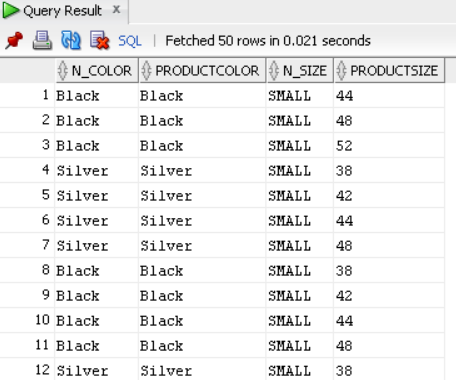 Query Result x
SQL | Fetched 50 rows in 0.021 seconds
N_COLOR PRODUCTCOLOR N_SIZE PRODUCTSIZE
1 Black Black SMALL 44
2 Black Black SMALL 48
3 Black Black SMALL 52
4 Silver Silver SMALL 38
5 Silver Silver SMALL 42
6 Silver Silver SMALL 44
7 Silver Silver SMALL 48
8 Black Black SMALL 38
9 Black Black SMALL 42
10 Black Black SMALL 44
11 Black Black SMALL 48
12 Silver Silver SMALL 38